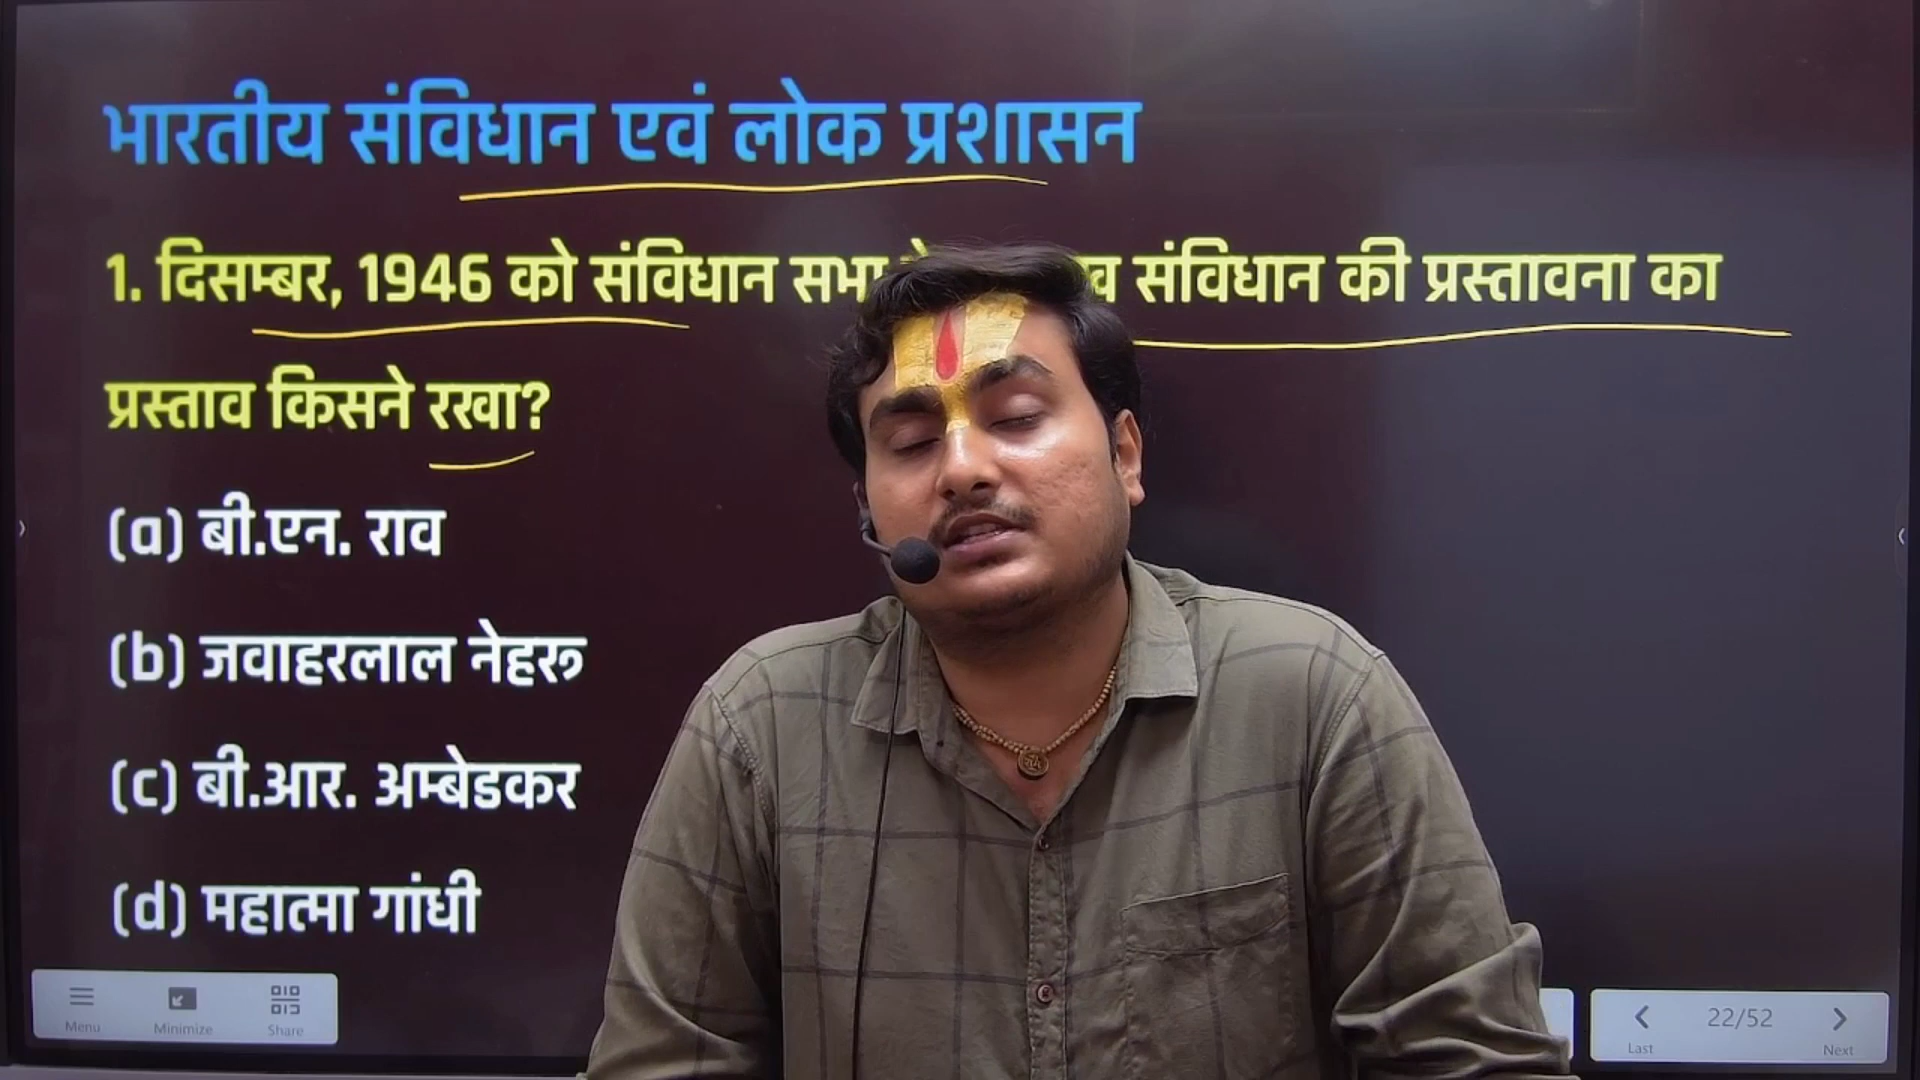 भारतीय संविधान एवं लोक प्रशासन
1. दिसम्बर, 1946 को संविधान सभा संविधान की प्रस्तावना का
प्रस्ताव किसने रखा?
(a) बी.एन. राव
(b) जवाहरलाल नेहरू
(c) बी.आर. अम्बेडकर
(d) महात्मा गांधी
Menu Minimize Share
22/52
Last Next